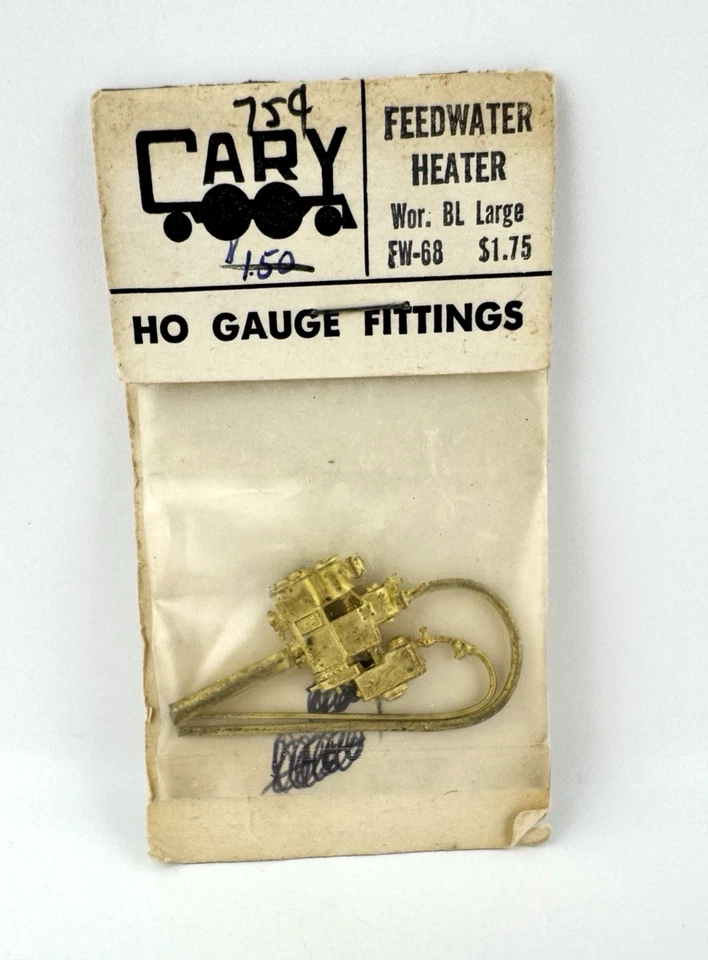 75¢
CARY
$1.50
FEEDWATER
HEATER
Wor. BL Large
FW-68 $1.75
HO GAUGE FITTINGS